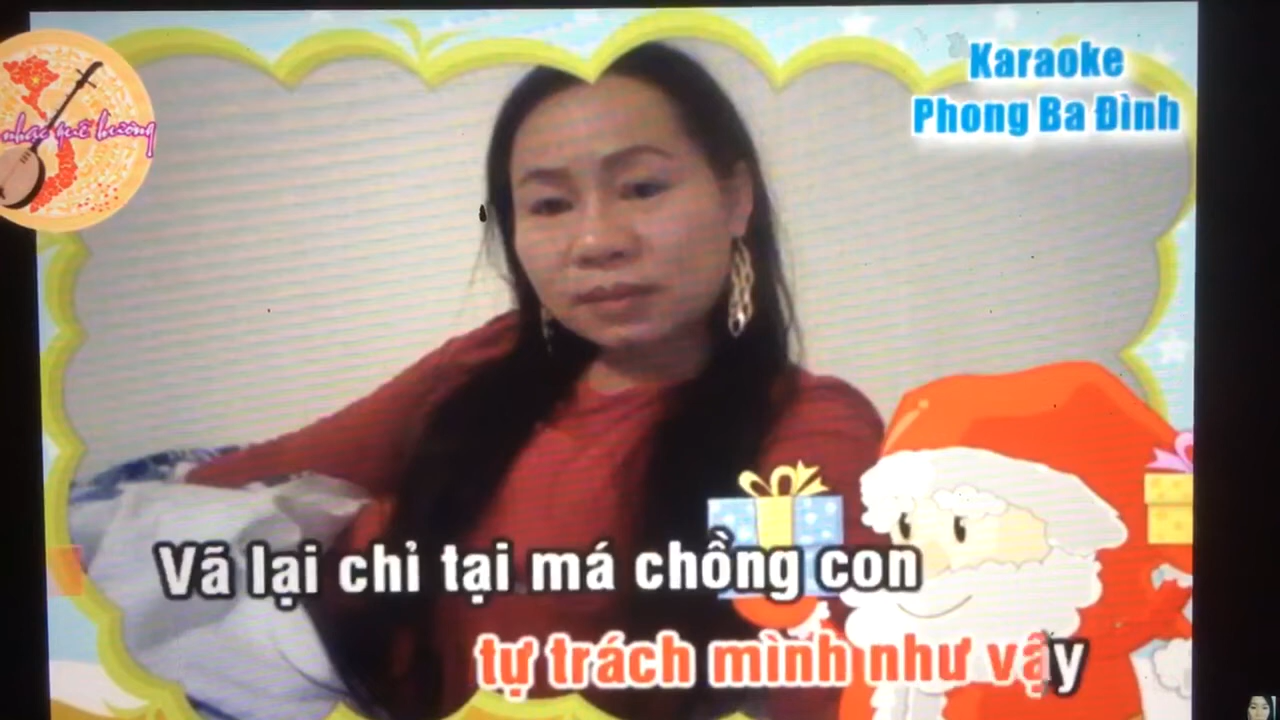 Karaoke
Phong Ba Đình
nhạc quê hương
Vã lại chỉ tại má chồng con
tự trách mình như vậy